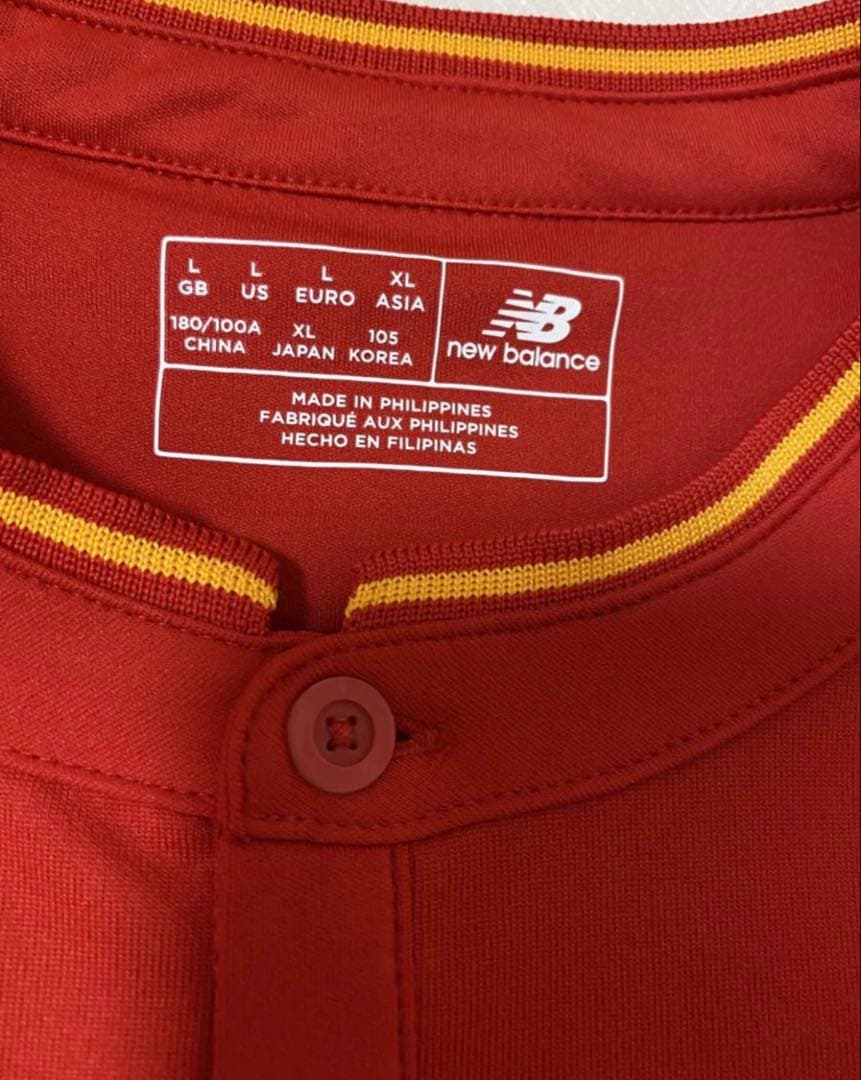 L L L XL
GB US EURO ASIA
180/100A XL 105
CHINA JAPAN KOREA
NB
new balance
MADE IN PHILIPPINES
FABRIQUÉ AUX PHILIPPINES
HECHO EN FILIPINAS